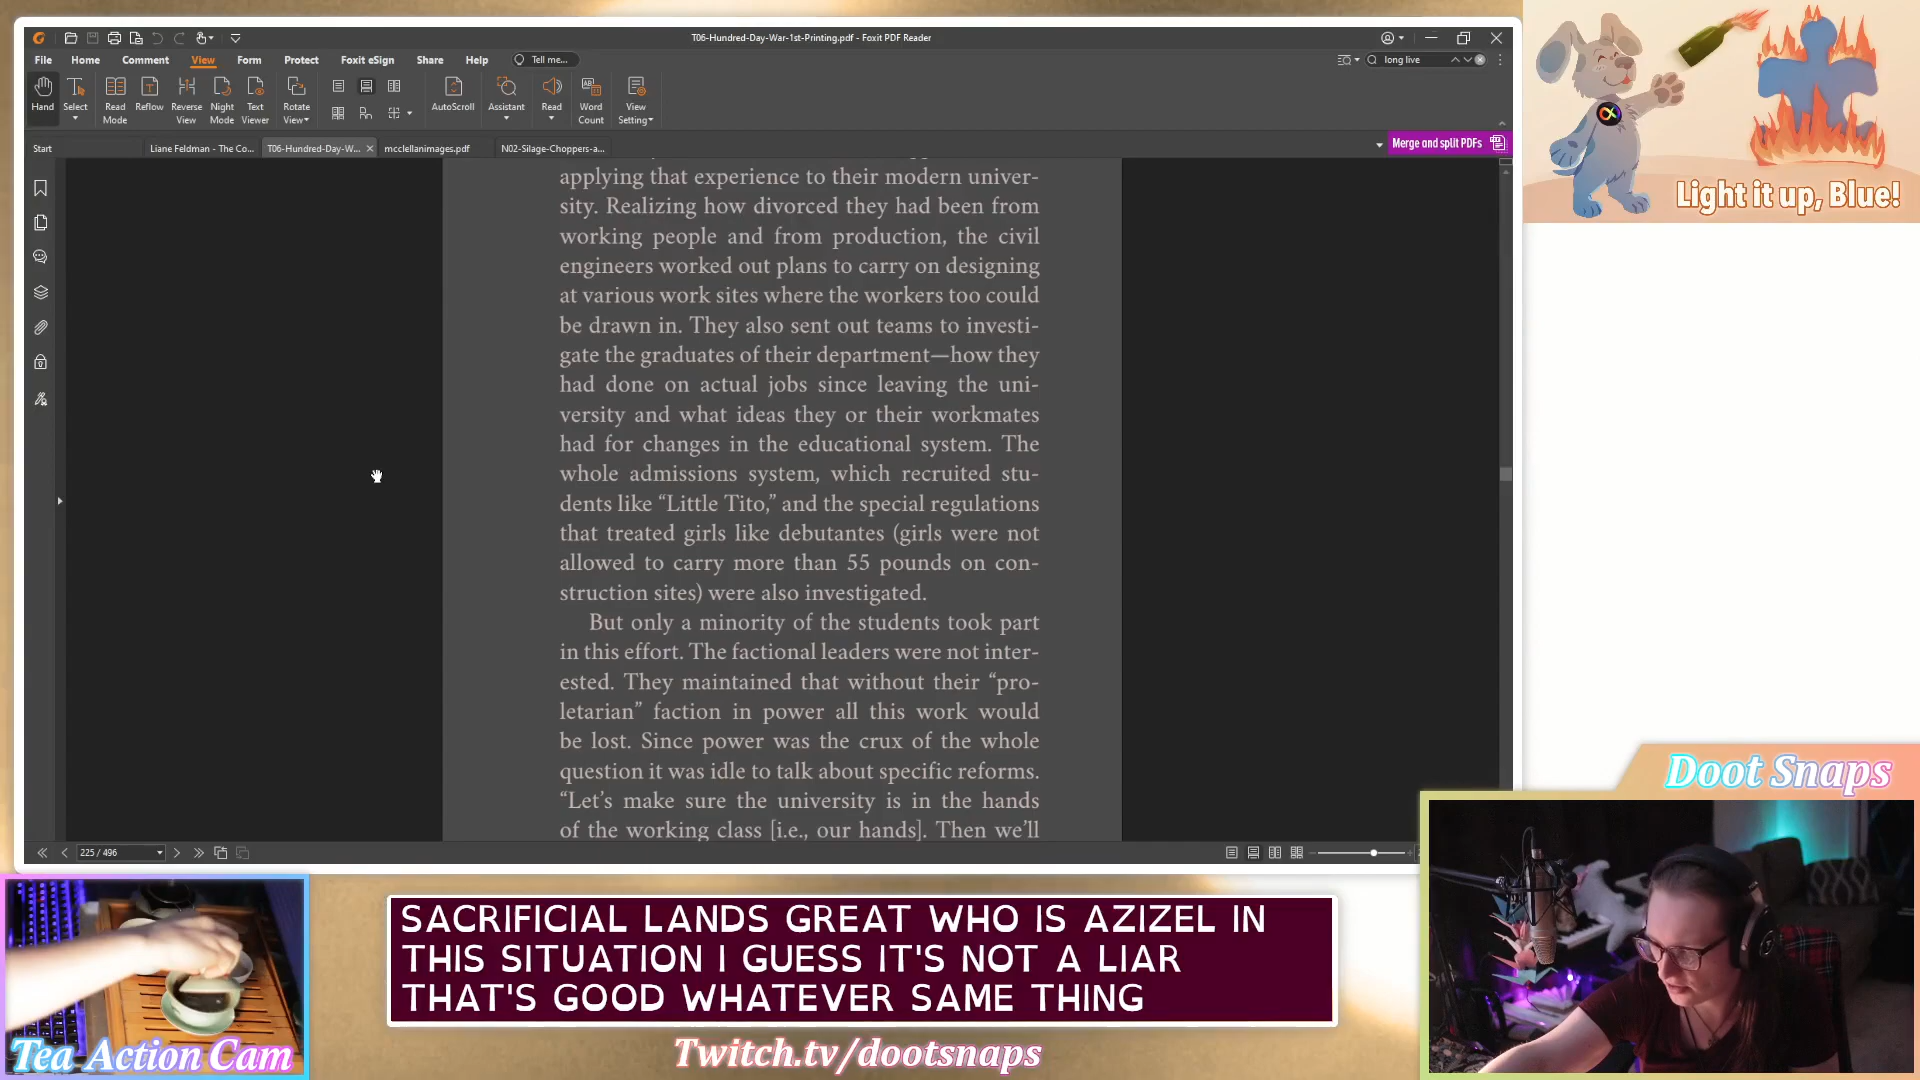 T06-Hundred-Day-War-1st-Printing.pdf - Foxit PDF Reader
File Home Comment View Form Protect Foxit eSign Share Help Tell me... long live
Hand Select Read Mode Reflow Reverse View Night Mode Text Viewer Rotate View AutoScroll Assistant Read Word Count View Setting
Start Liane Feldman - The Co... T06-Hundred-Day-W... mcclellanimages.pdf N02-Silage-Choppers-a... Merge and split PDFs
applying that experience to their modern univer-
sity. Realizing how divorced they had been from
working people and from production, the civil
engineers worked out plans to carry on designing
at various work sites where the workers too could
be drawn in. They also sent out teams to investi-
gate the graduates of their department—how they
had done on actual jobs since leaving the uni-
versity and what ideas they or their workmates
had for changes in the educational system. The
whole admissions system, which recruited stu-
dents like “Little Tito,” and the special regulations
that treated girls like debutantes (girls were not
allowed to carry more than 55 pounds on con-
struction sites) were also investigated.
But only a minority of the students took part
in this effort. The factional leaders were not inter-
ested. They maintained that without their “pro-
letarian” faction in power all this work would
be lost. Since power was the crux of the whole
question it was idle to talk about specific reforms.
“Let’s make sure the university is in the hands
of the working class [i.e., our hands]. Then we’ll
225 / 496
Light it up, Blue!
Doot Snaps
SACRIFICIAL LANDS GREAT WHO IS AZIZEL IN
THIS SITUATION I GUESS IT'S NOT A LIAR
THAT'S GOOD WHATEVER SAME THING
Tea Action Cam
Twitch.tv/dootsnaps